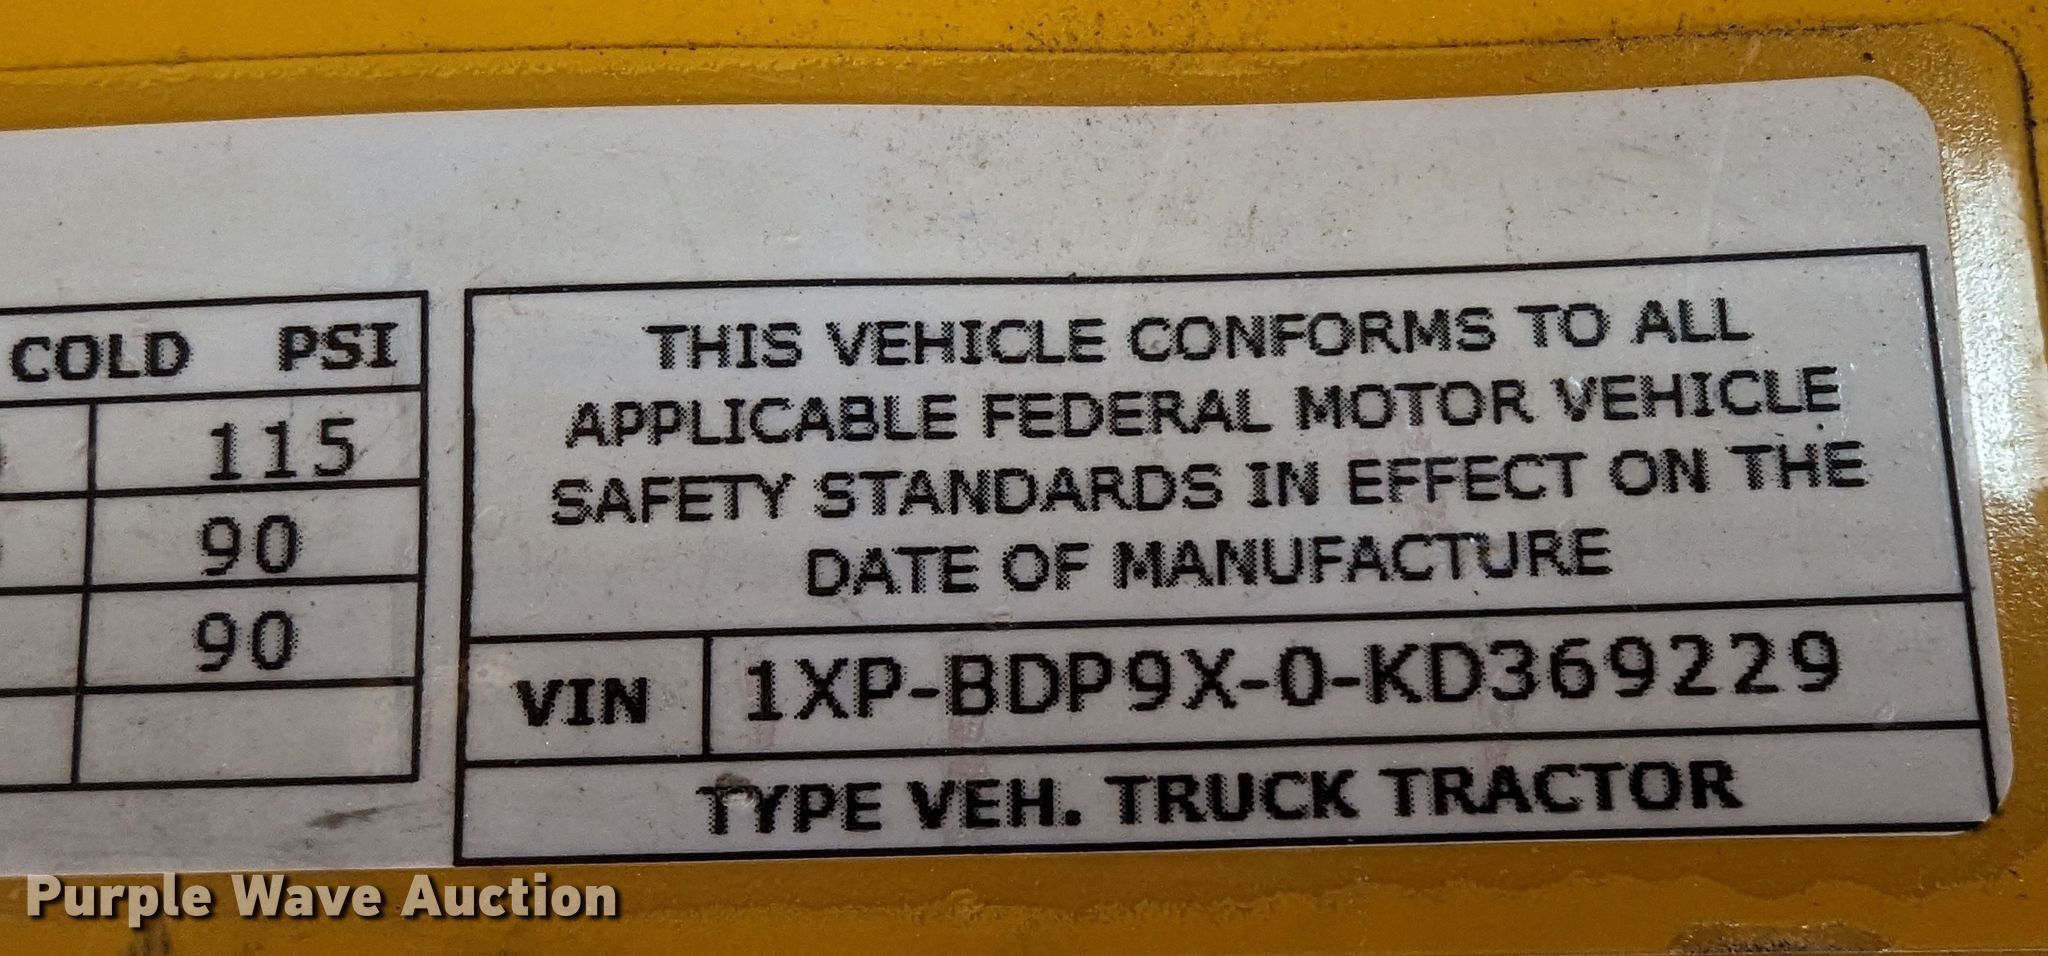 COLD PSI
115
90
90
THIS VEHICLE CONFORMS TO ALL
APPLICABLE FEDERAL MOTOR VEHICLE
SAFETY STANDARDS IN EFFECT ON THE
DATE OF MANUFACTURE
VIN 1XP-BDP9X-0-KD369229
TYPE VEH. TRUCK TRACTOR
Purple Wave Auction